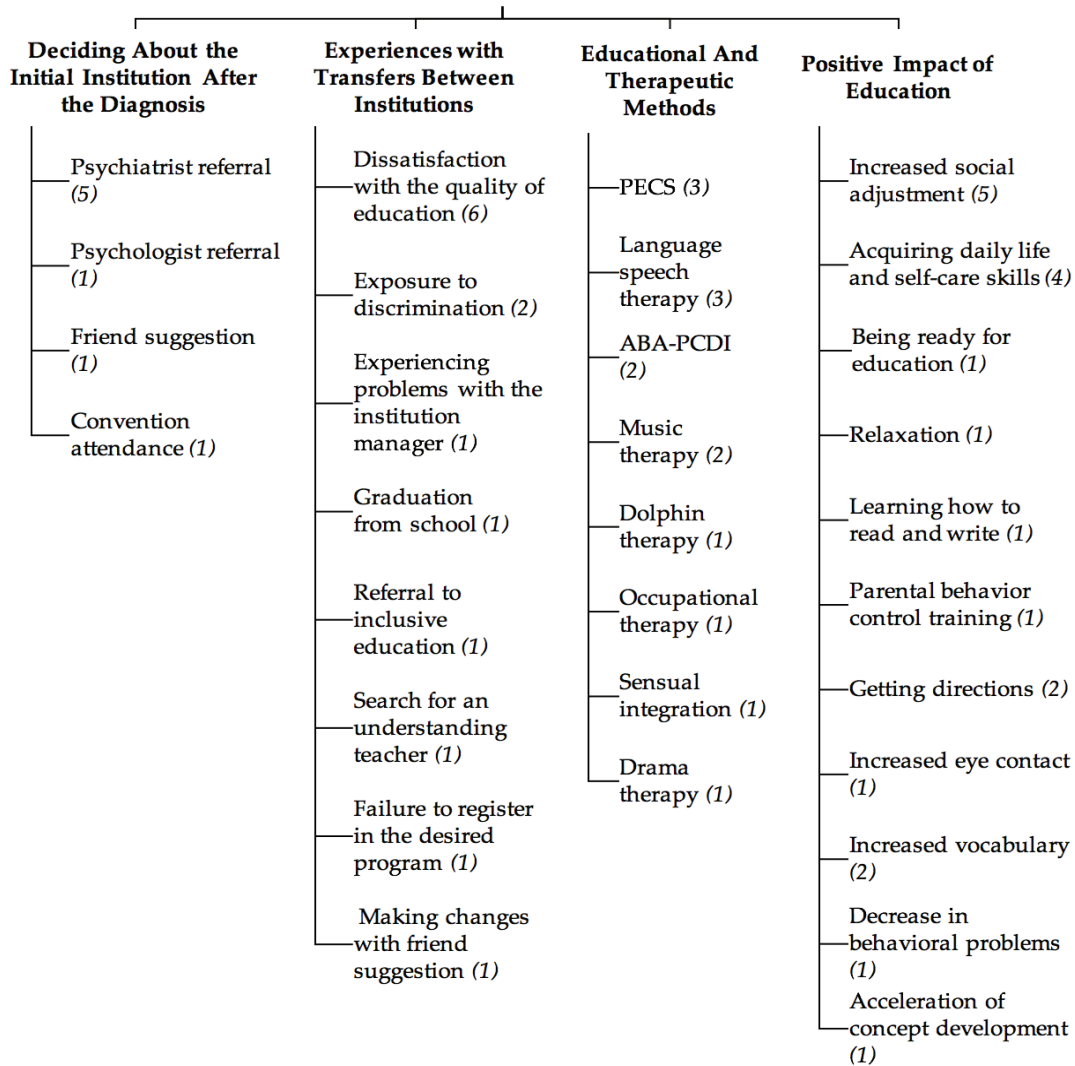 Deciding About the
Initial Institution After
the Diagnosis
Psychiatrist referral
(5)
Psychologist referral
(1)
Friend suggestion
(1)
Convention
attendance (1)
Experiences with
Transfers Between
Institutions
Dissatisfaction
with the quality of
education (6)
Exposure to
discrimination (2)
Experiencing
problems with the
institution
manager (1)
Graduation
from school (1)
Referral to
inclusive
education (1)
Search for an
understanding
teacher (1)
Failure to register
in the desired
program (1)
Making changes
with friend
suggestion (1)
Educational And
Therapeutic
Methods
PECS (3)
Language
speech
therapy (3)
ABA-PCDI
(2)
Music
therapy (2)
Dolphin
therapy (1)
Occupational
therapy (1)
Sensual
integration (1)
Drama
therapy (1)
Positive Impact of
Education
Increased social
adjustment (5)
Acquiring daily life
and self-care skills (4)
Being ready for
education (1)
Relaxation (1)
Learning how to
read and write (1)
Parental behavior
control training (1)
Getting directions (2)
Increased eye contact
(1)
Increased vocabulary
(2)
Decrease in
behavioral problems
(1)
Acceleration of
concept development
(1)